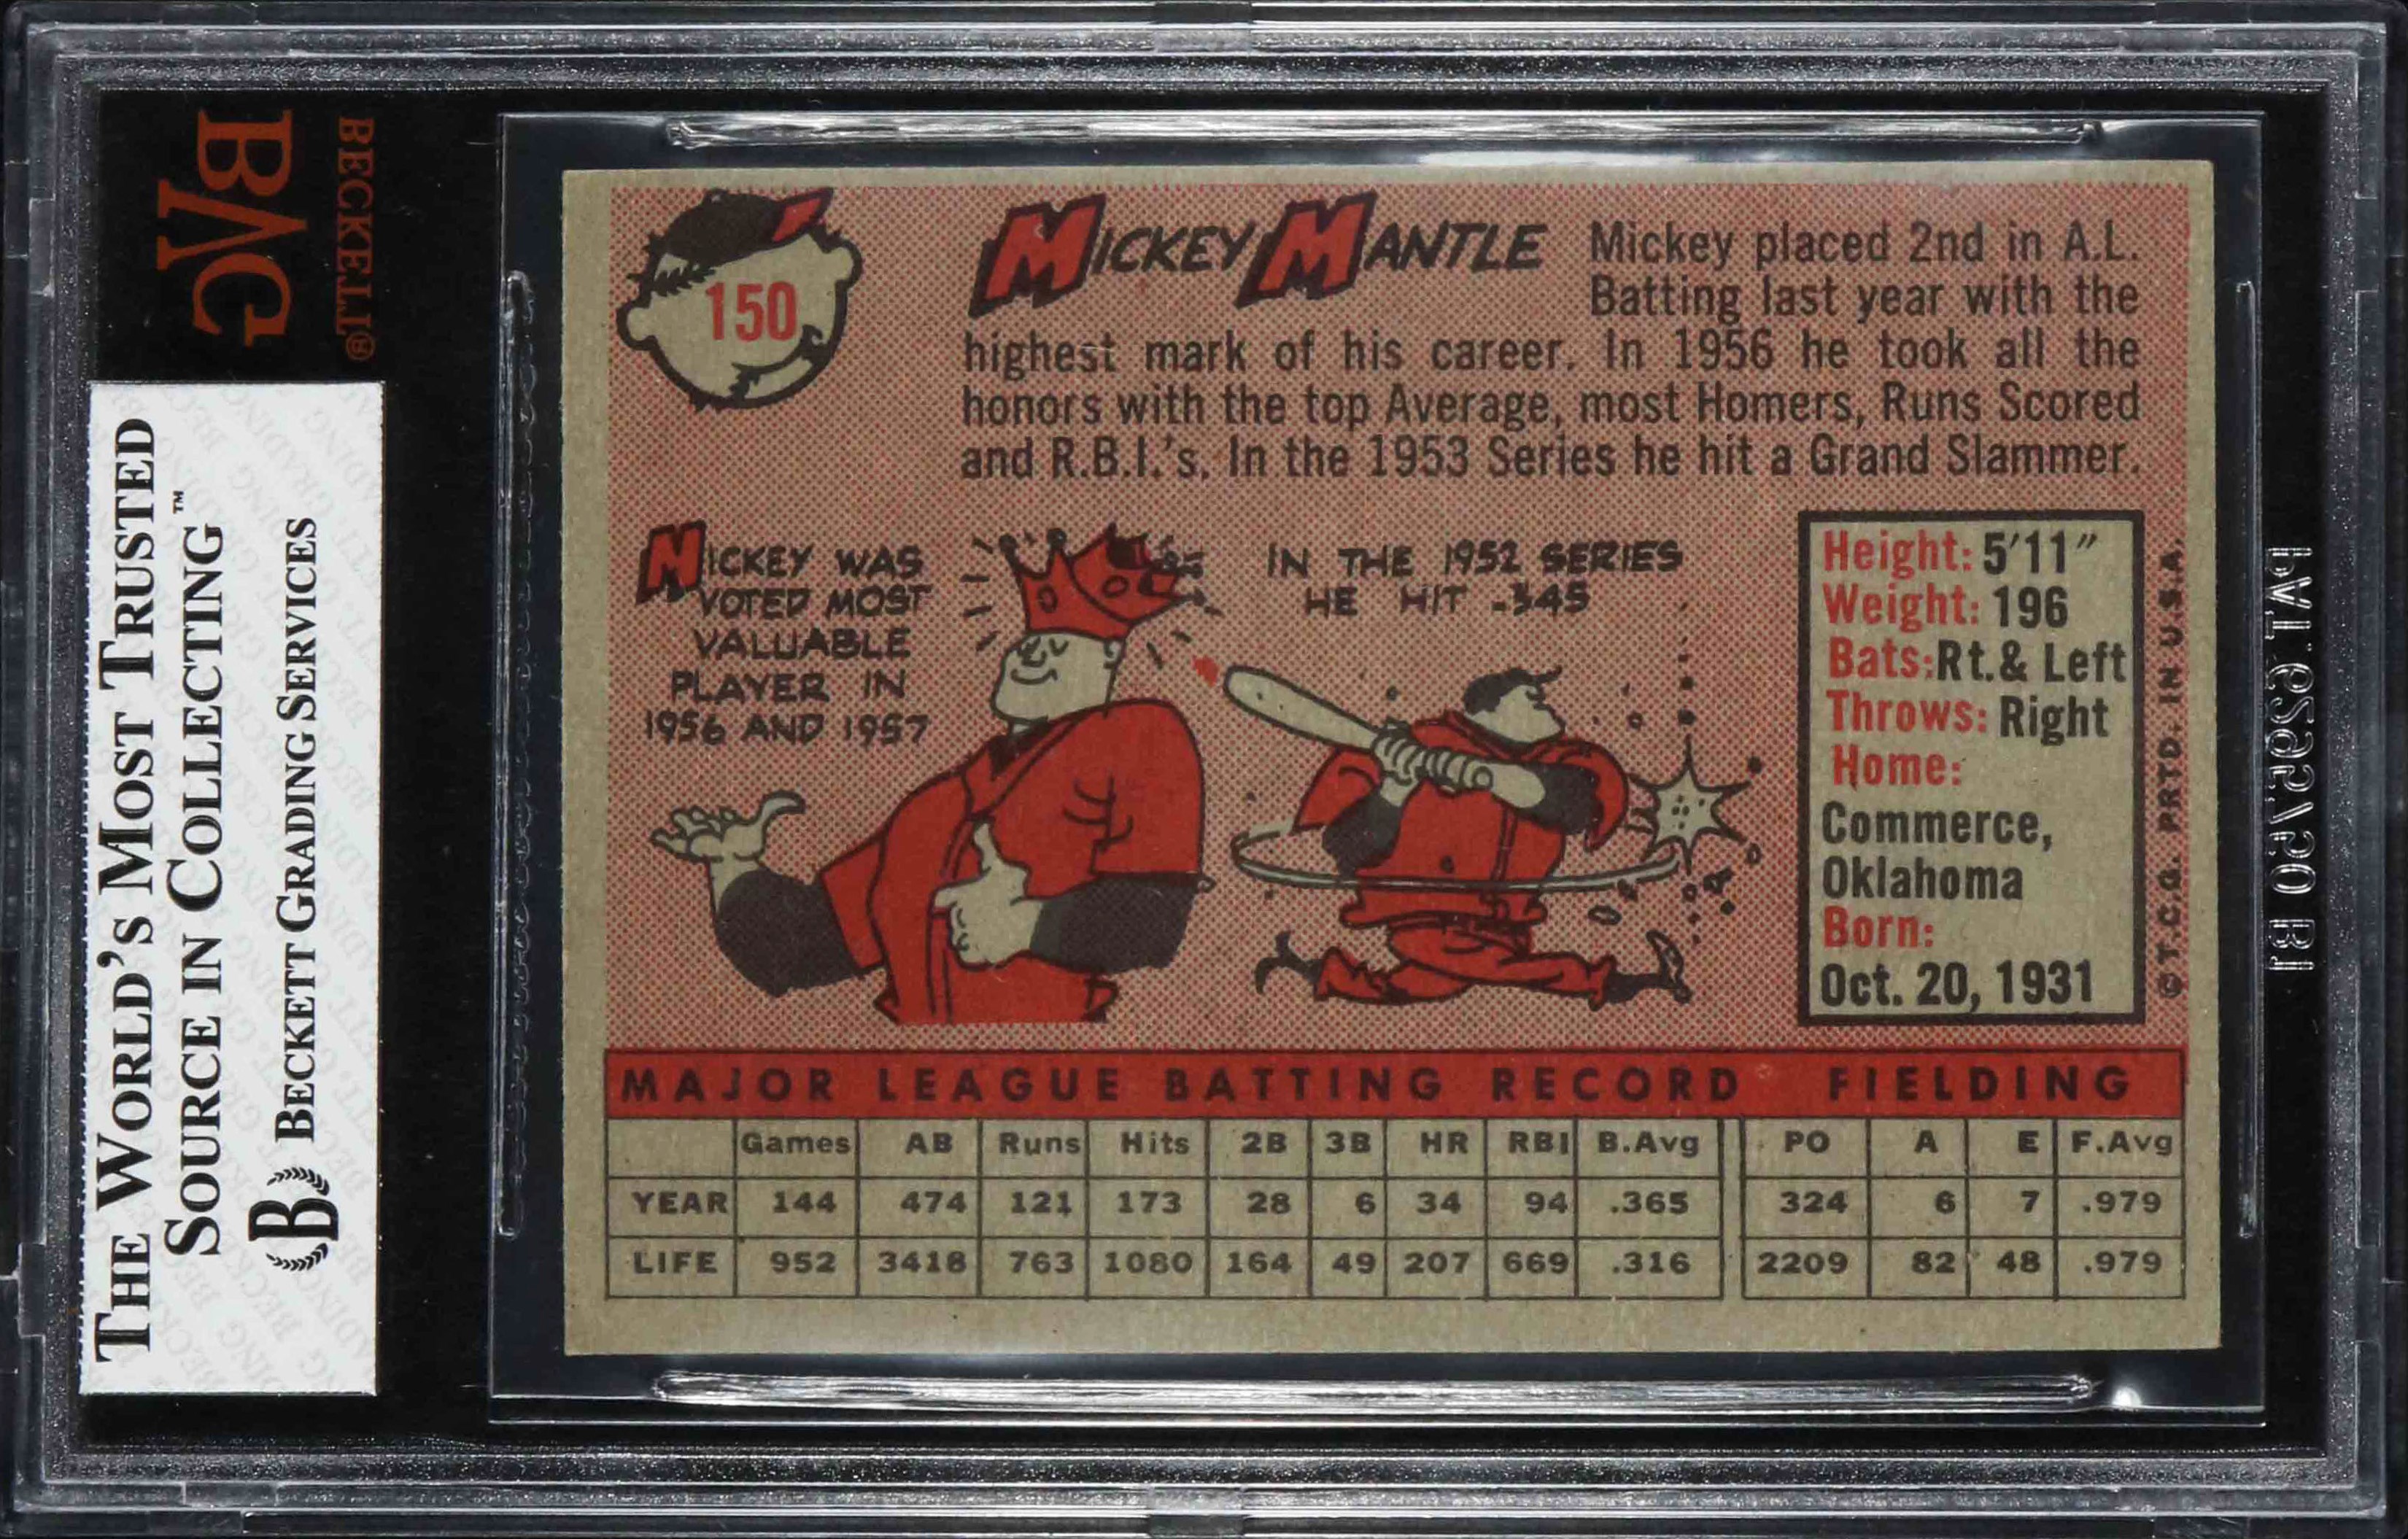 BVG
BECKETT®
THE WORLD'S MOST TRUSTED
SOURCE IN COLLECTING™
B BECKETT GRADING SERVICES
150
MICKEY MANTLE
Mickey placed 2nd in A.L.
Batting last year with the
highest mark of his career. In 1956 he took all the
honors with the top Average, most Homers, Runs Scored
and R.B.I.'s. In the 1953 Series he hit a Grand Slammer.
MICKEY WAS
VOTED MOST
VALUABLE
PLAYER IN
1956 AND 1957
IN THE 1952 SERIES
HE HIT .345
Height: 5'11"
Weight: 196
Bats: Rt. & Left
Throws: Right
Home:
Commerce,
Oklahoma
Born:
Oct. 20, 1931
© T.C.G. PRTD. IN U.S.A.
MAJOR LEAGUE BATTING RECORD FIELDING
Games AB Runs Hits 2B 3B HR RBI B.Avg PO A E F.Avg
YEAR 144 474 121 173 28 6 34 94 .365 324 6 7 .979
LIFE 952 3418 763 1080 164 49 207 669 .316 2209 82 48 .979